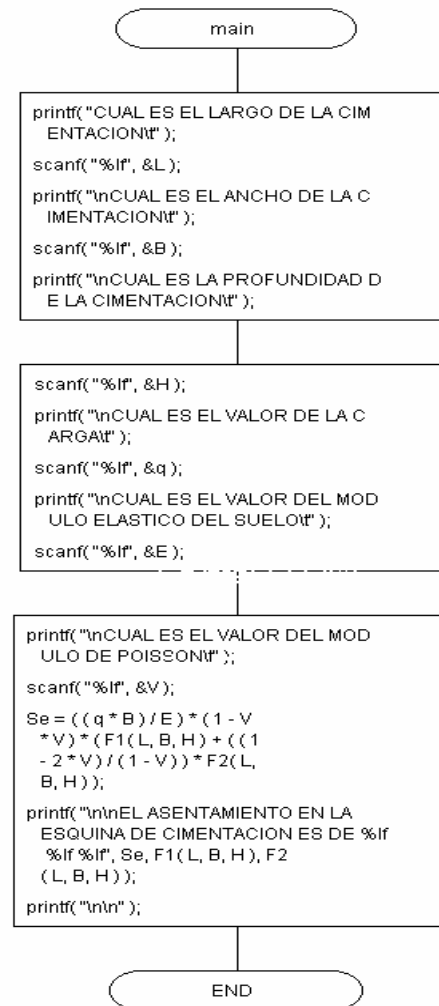 main
printf("CUAL ES EL LARGO DE LA CIM
ENTACION\t" );
scanf("%lf", &L);
printf("\nCUAL ES EL ANCHO DE LA C
IMENTACION\t" );
scanf("%lf", &B);
printf("\nCUAL ES LA PROFUNDIDAD D
E LA CIMENTACION\t" );
scanf("%lf", &H);
printf("\nCUAL ES EL VALOR DE LA C
ARGA\t" );
scanf("%lf", &q);
printf("\nCUAL ES EL VALOR DEL MOD
ULO ELASTICO DEL SUELO\t" );
scanf("%lf", &E);
printf("\nCUAL ES EL VALOR DEL MOD
ULO DE POISSON\t" );
scanf("%lf", &V);
Se = ( ( q * B ) / E ) * ( 1 - V
* V ) * ( F1( L, B, H ) + ( ( 1
- 2 * V ) / ( 1 - V ) ) * F2( L,
B, H ) );
printf("\n\nEL ASENTAMIENTO EN LA
ESQUINA DE CIMENTACION ES DE %lf
%lf %lf", Se, F1( L, B, H ), F2
( L, B, H ) );
printf("\n\n" );
END